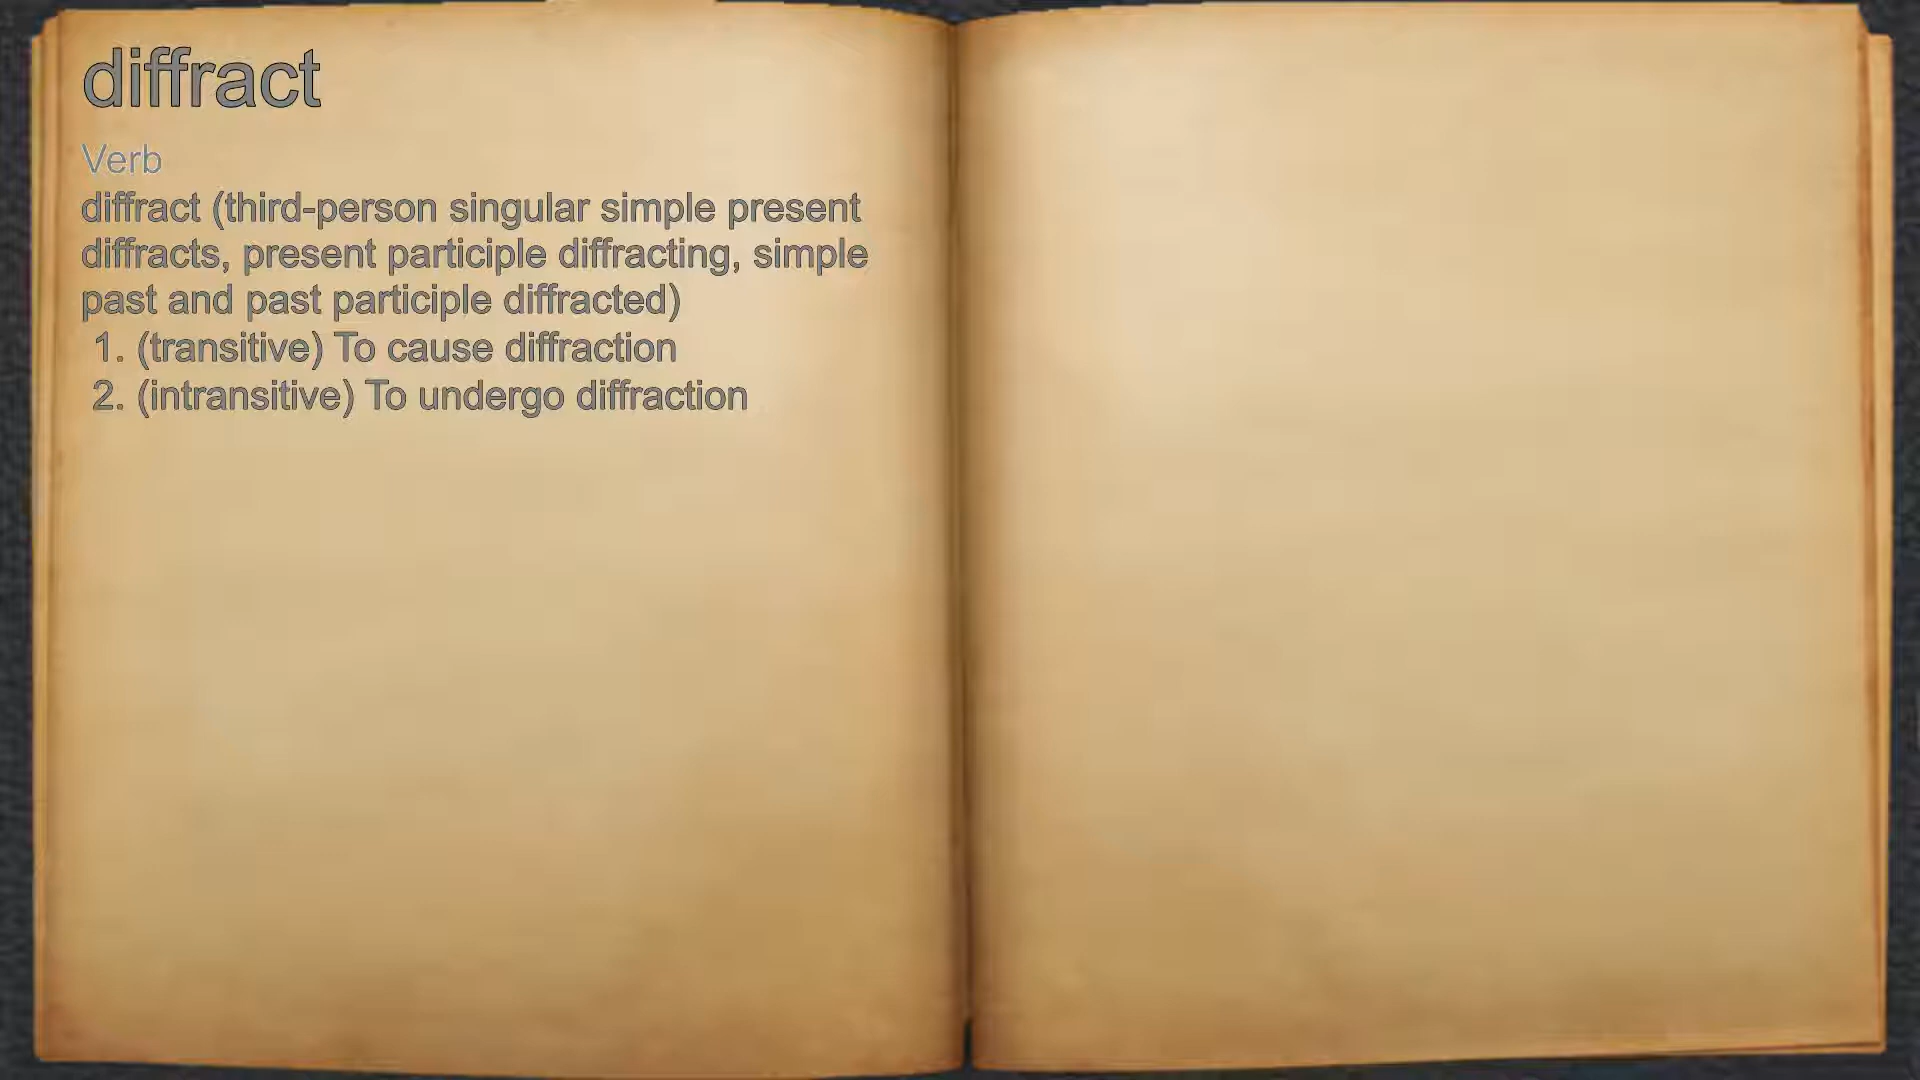 diffract
Verb
diffract (third-person singular simple present
diffracts, present participle diffracting, simple
past and past participle diffracted)
1. (transitive) To cause diffraction
2. (intransitive) To undergo diffraction